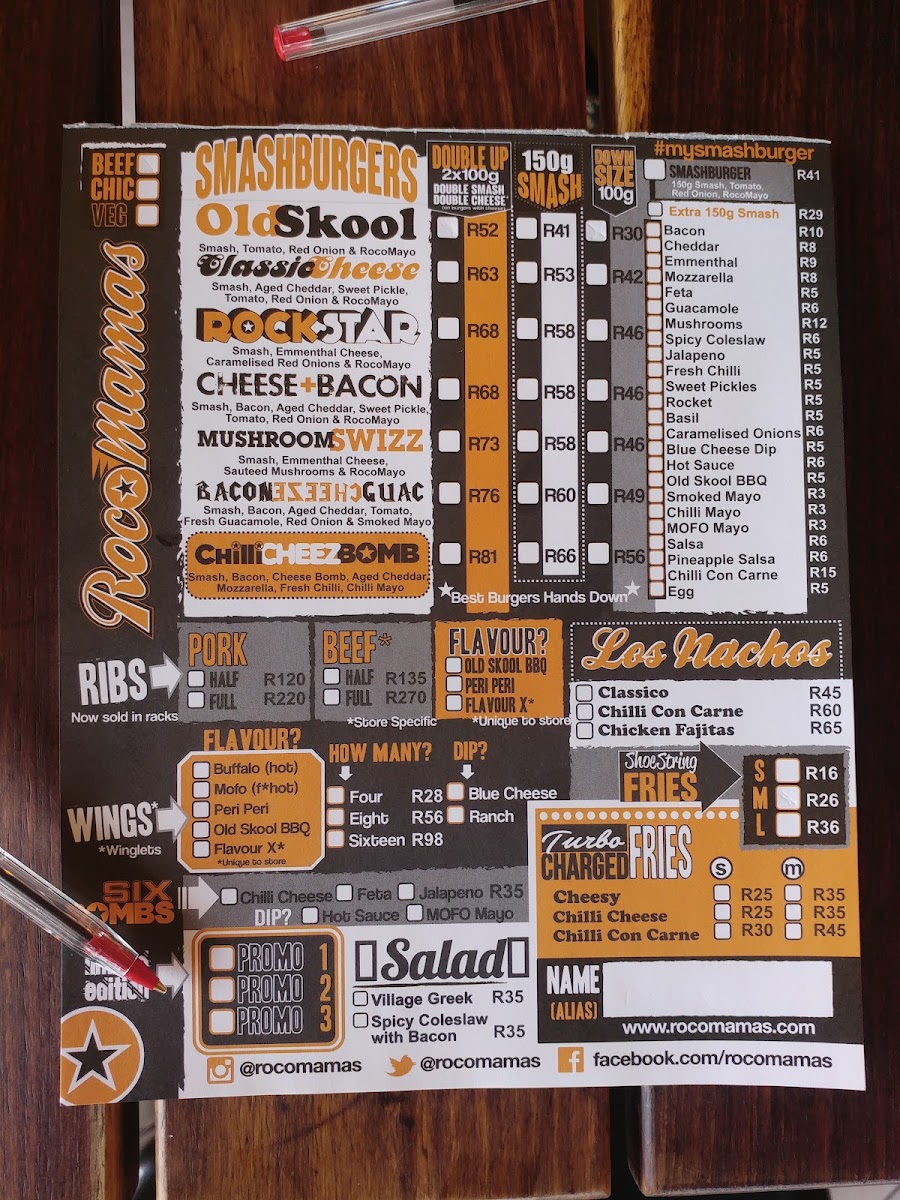 BEEF
CHIC
VEG
RocoMamas
SMASHBURGERS
DOUBLE UP
2x100g
DOUBLE SMASH
DOUBLE CHEESE*
(on burgers with cheese)
150g
SMASH
DOWN
SIZE
100g
OldSkool R52 R41 R30
Smash, Tomato, Red Onion & RocoMayo
ClassicCheese R63 R53 R42
Smash, Aged Cheddar, Sweet Pickle,
Tomato, Red Onion & RocoMayo
ROCKSTAR R68 R58 R46
Smash, Emmenthal Cheese,
Caramelised Red Onions & RocoMayo
CHEESE+BACON R68 R58 R46
Smash, Bacon, Aged Cheddar, Sweet Pickle,
Tomato, Red Onion & RocoMayo
MUSHROOMSWIZZ R73 R58 R46
Smash, Emmenthal Cheese,
Sauteed Mushrooms & RocoMayo
BACONCHEEZEGUAC R76 R60 R49
Smash, Bacon, Aged Cheddar, Tomato,
Fresh Guacamole, Red Onion & Smoked Mayo
ChilliCHEEZBOMB R81 R66 R56
Smash, Bacon, Cheese Bomb, Aged Cheddar,
Mozzarella, Fresh Chilli, Chilli Mayo
Best Burgers Hands Down
#mysmashburger
SMASHBURGER R41
150g Smash, Tomato,
Red Onion, RocoMayo
Extra 150g Smash R29
Bacon R10
Cheddar R8
Emmenthal R9
Mozzarella R8
Feta R5
Guacamole R6
Mushrooms R12
Spicy Coleslaw R6
Jalapeno R5
Fresh Chilli R5
Sweet Pickles R5
Rocket R5
Basil R5
Caramelised Onions R6
Blue Cheese Dip R5
Hot Sauce R6
Old Skool BBQ R5
Smoked Mayo R3
Chilli Mayo R3
MOFO Mayo R3
Salsa R6
Pineapple Salsa R6
Chilli Con Carne R15
Egg R5
RIBS
Now sold in racks
PORK
HALF R120
FULL R220
BEEF*
HALF R135
FULL R270
*Store Specific
FLAVOUR?
OLD SKOOL BBQ
PERI PERI
FLAVOUR X*
*Unique to store
Los Nachos
Classico R45
Chilli Con Carne R60
Chicken Fajitas R65
WINGS*
*Winglets
FLAVOUR?
Buffalo (hot)
Mofo (f*hot)
Peri Peri
Old Skool BBQ
Flavour X*
*Unique to store
HOW MANY?
Four R28
Eight R56
Sixteen R98
DIP?
Blue Cheese
Ranch
ShoeString
FRIES
S R16
M R26
L R36
Turbo
CHARGED FRIES
s m
Cheesy R25 R35
Chilli Cheese R25 R35
Chilli Con Carne R30 R45
SIX
BOMBS
Chilli Cheese Feta Jalapeno R35
DIP? Hot Sauce MOFO Mayo
edition
PROMO 1
PROMO 2
PROMO 3
Salad
Village Greek R35
Spicy Coleslaw
with Bacon R35
NAME
(ALIAS)
www.rocomamas.com
@rocomamas
@rocomamas
facebook.com/rocomamas